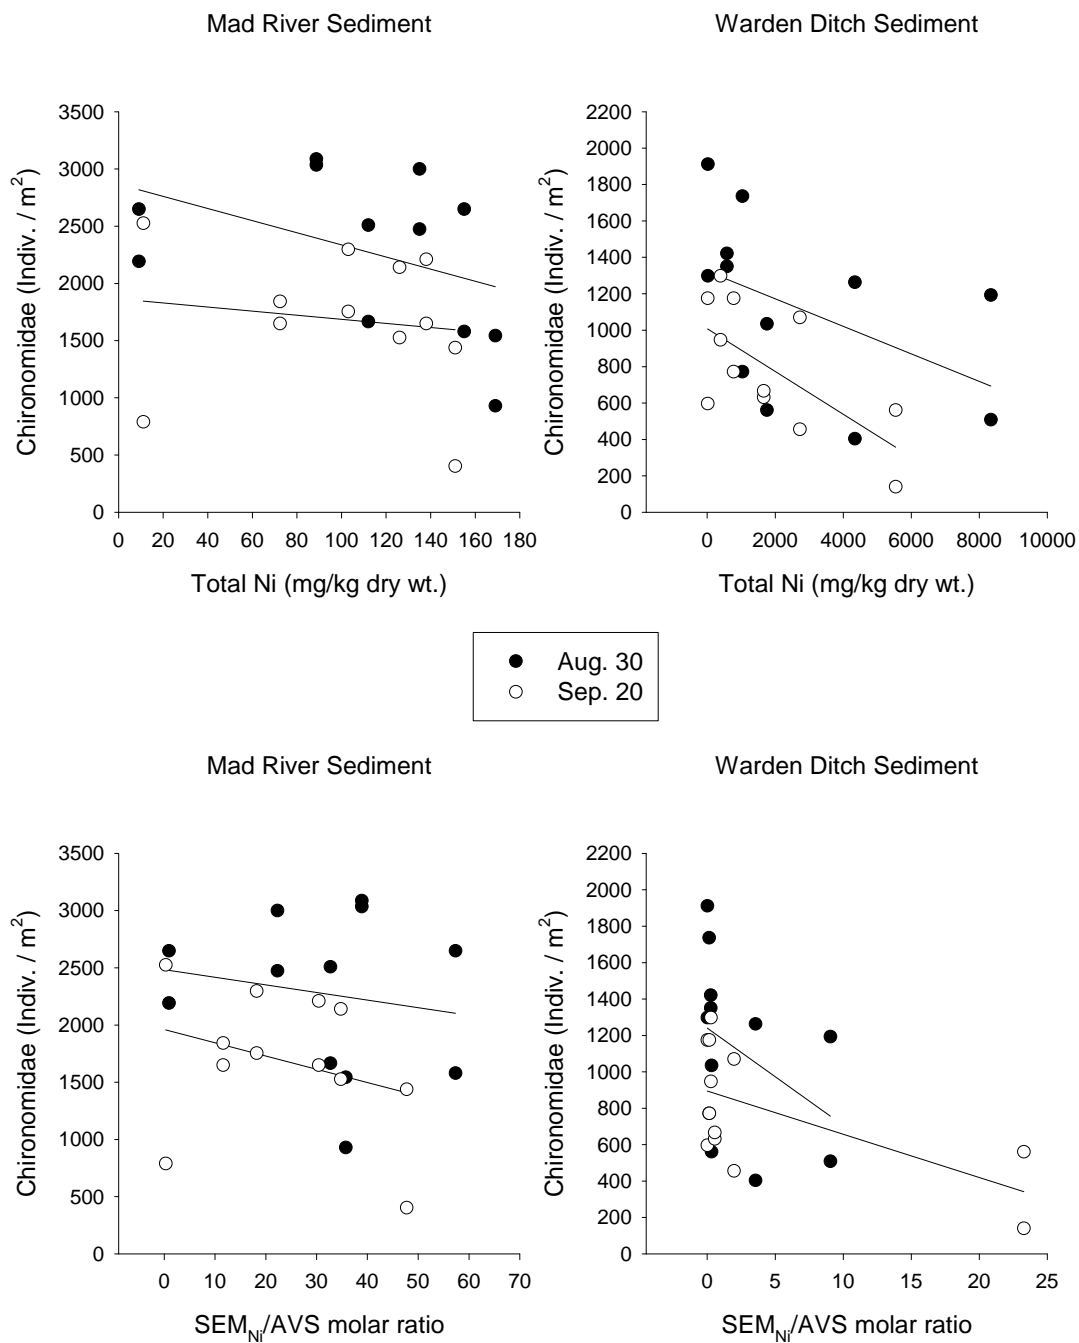 Mad River Sediment
Warden Ditch Sediment
3500
3000
2500
2000
1500
1000
500
0
Chironomidae (Indiv. / m²)
0 20 40 60 80 100 120 140 160 180
Total Ni (mg/kg dry wt.)
2200
2000
1800
1600
1400
1200
1000
800
600
400
200
0
Chironomidae (Indiv. / m²)
0 2000 4000 6000 8000 10000
Total Ni (mg/kg dry wt.)
Aug. 30
Sep. 20
Mad River Sediment
Warden Ditch Sediment
3500
3000
2500
2000
1500
1000
500
0
Chironomidae (Indiv. / m²)
0 10 20 30 40 50 60 70
SEM_Ni/AVS molar ratio
2200
2000
1800
1600
1400
1200
1000
800
600
400
200
0
Chironomidae (Indiv. / m²)
0 5 10 15 20 25
SEM_Ni/AVS molar ratio